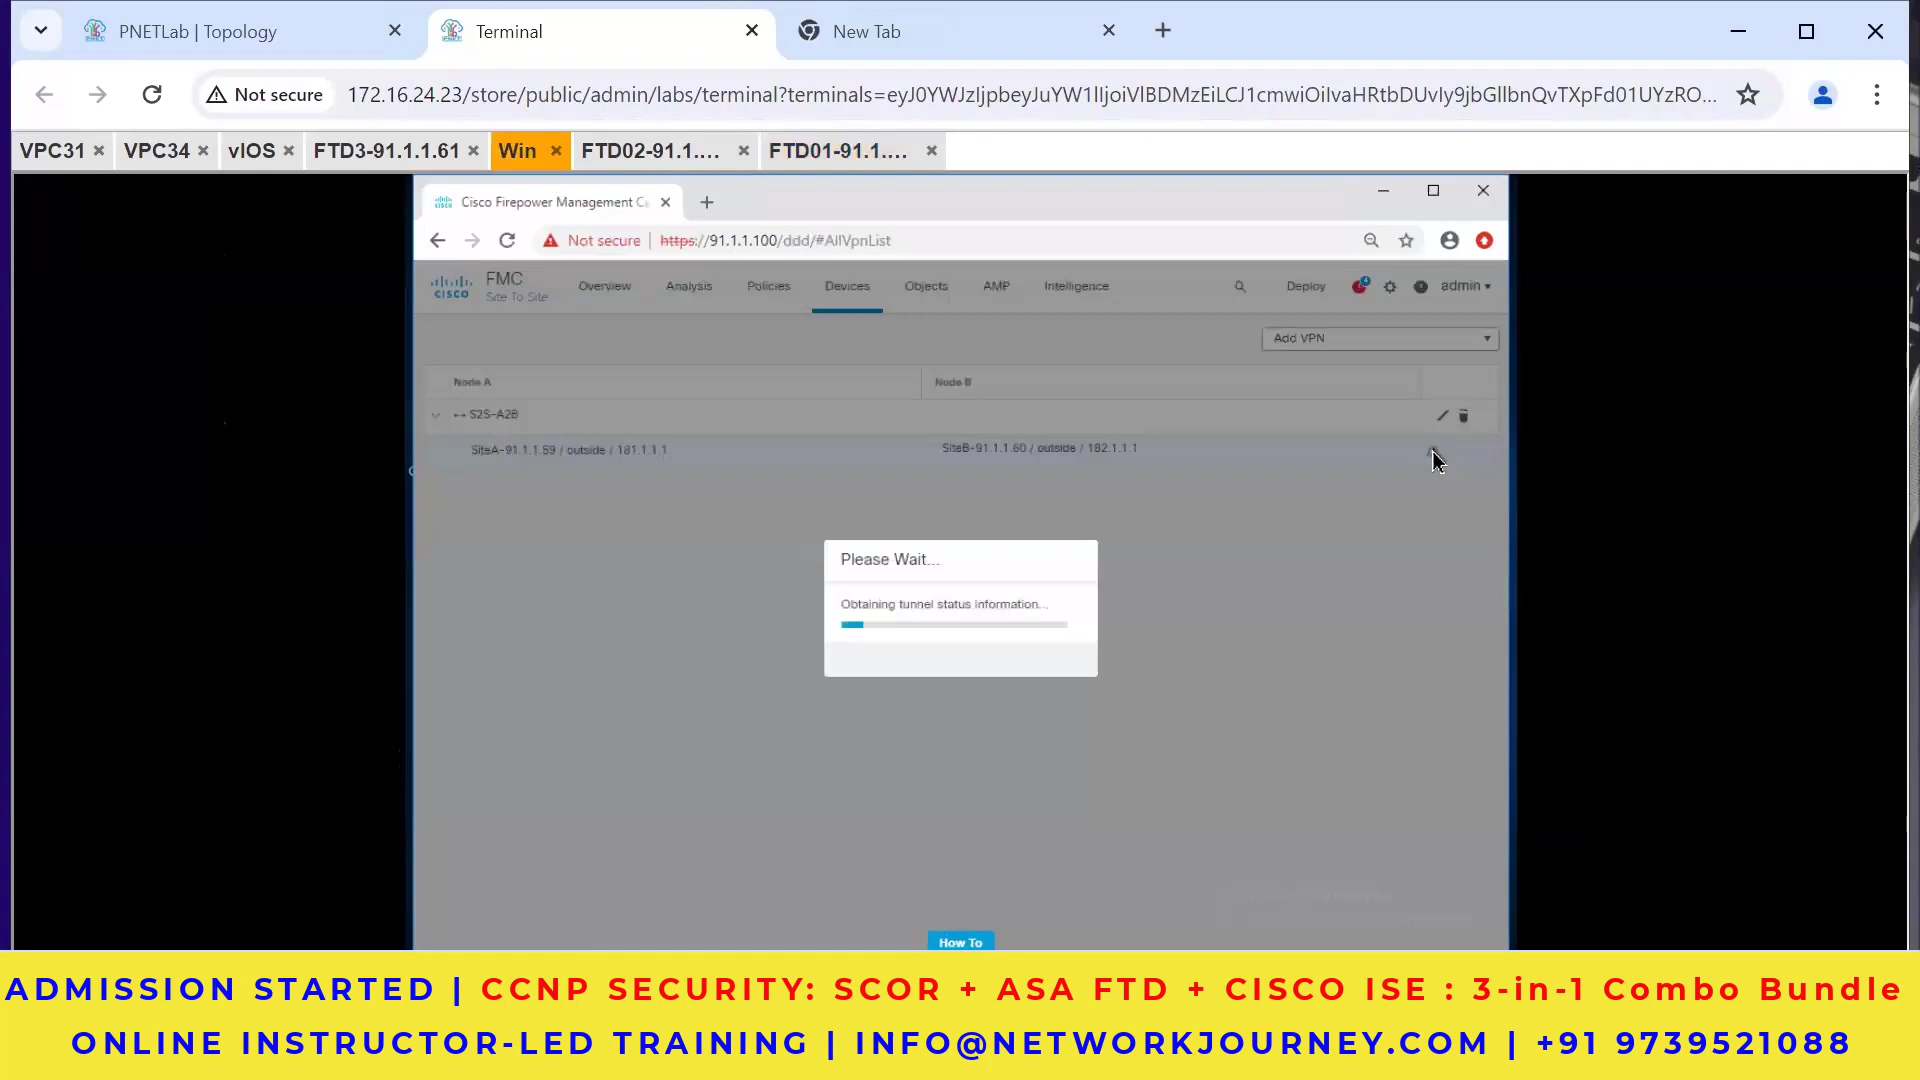 PNETLab | Topology
Terminal
New Tab
Not secure
172.16.24.23/store/public/admin/labs/terminal?terminals=eyJ0YWJzIjpbeyJuYW1lIjoiVlBDMzEiLCJ1cmwiOiIvaHRtbDUvIy9jbGllbnQvTXpFd01UYzRO...
VPC31
VPC34
vIOS
FTD3-91.1.1.61
Win
FTD02-91.1....
FTD01-91.1....
Cisco Firepower Management C
Not secure
https://91.1.1.100/ddd/#AllVpnList
CISCO
FMC
Site To Site
Overview
Analysis
Policies
Devices
Objects
AMP
Intelligence
Deploy
4
admin
Add VPN
Node A
Node B
S2S-A2B
SiteA-91.1.1.59 / outside / 181.1.1.1
SiteB-91.1.1.60 / outside / 182.1.1.1
Please Wait...
Obtaining tunnel status information...
How To
ADMISSION STARTED | CCNP SECURITY: SCOR + ASA FTD + CISCO ISE : 3-in-1 Combo Bundle
ONLINE INSTRUCTOR-LED TRAINING | INFO@NETWORKJOURNEY.COM | +91 9739521088